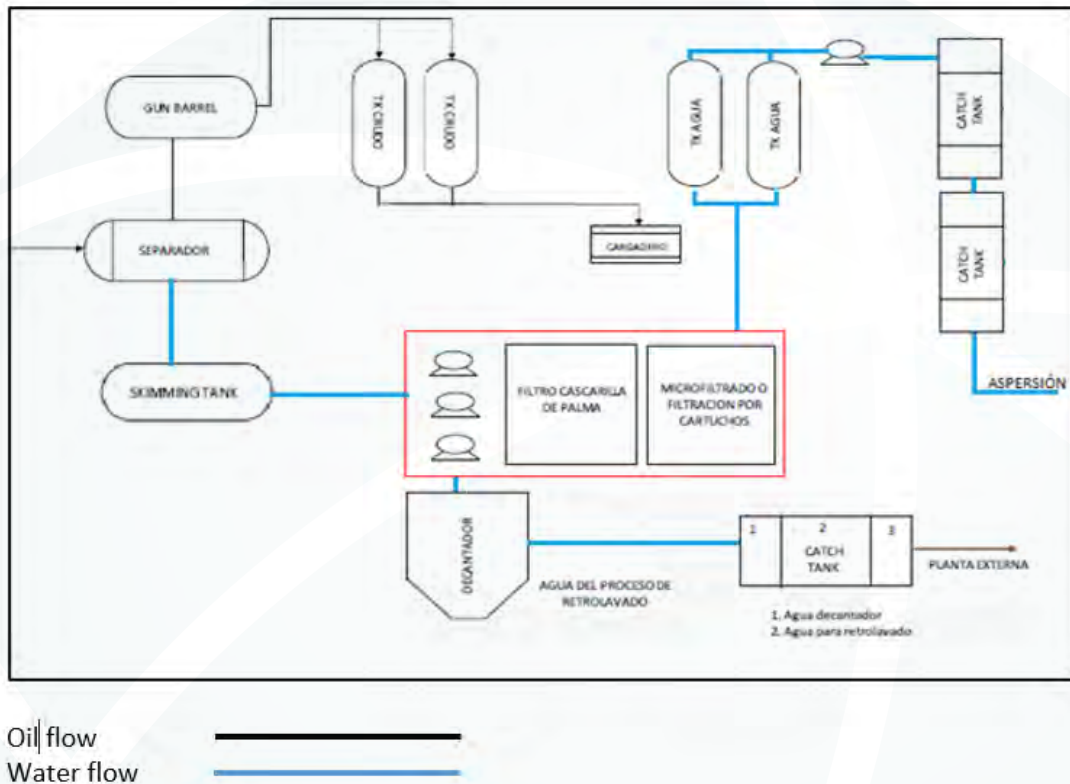 GUN BARREL
TK CRUDO
TK CRUDO
TK AGUA
TK AGUA
CATCH
TANK
CATCH
TANK
SEPARADOR
CARGADERO
SKIMMING TANK
FILTRO CASCARILLA
DE PALMA
MICROFILTRADO O
FILTRACION POR
CARTUCHOS
ASPERSIÓN
DECANTADOR
AGUA DEL PROCESO DE
RETROLAVADO
1
2
3
CATCH
TANK
PLANTA EXTERNA
1. Agua decantador
2. Agua para retrolavado
Oil flow
Water flow